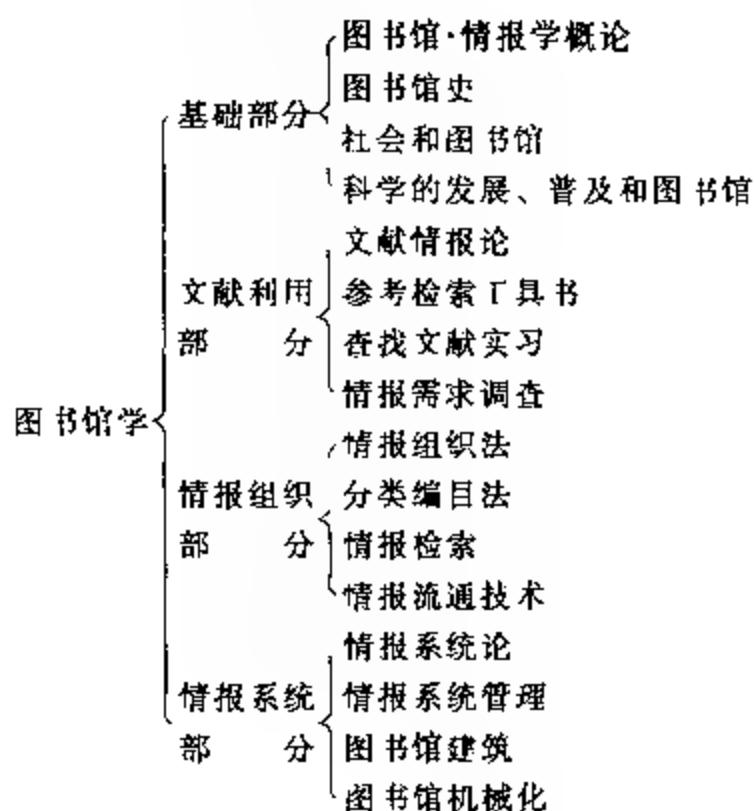 图书馆·情报学概论
图书馆史
基础部分
社会和图书馆
科学的发展、普及和图书馆
文献情报论
文献利用 参考检索工具书
部 分 查找文献实习
情报需求调查
图书馆学
情报组织法
情报组织 分类编目法
部 分 情报检索
情报流通技术
情报系统论
情报系统 情报系统管理
部 分 图书馆建筑
图书馆机械化